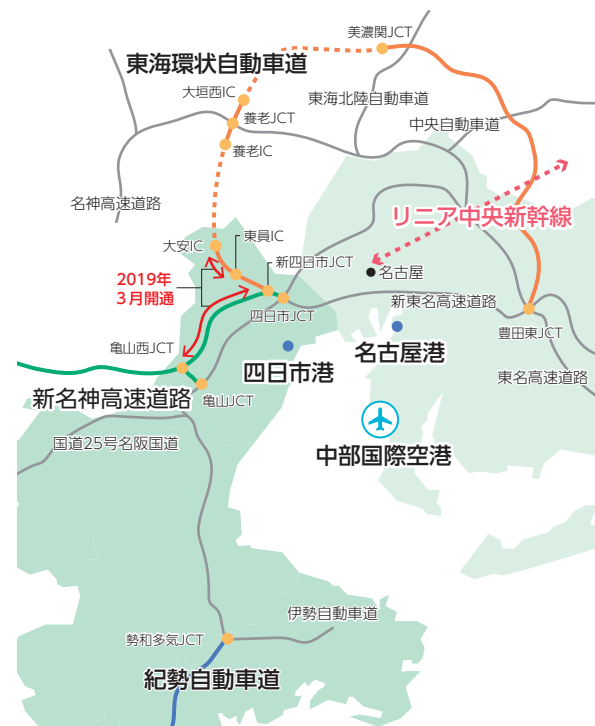 美濃関JCT
東海環状自動車道
大垣西IC
東海北陸自動車道
養老JCT
中央自動車道
養老IC
名神高速道路
リニア中央新幹線
大安IC
東員IC
新四日市JCT
名古屋
2019年
3月開通
新東名高速道路
四日市JCT
豊田東JCT
亀山西JCT
名古屋港
四日市港
東名高速道路
新名神高速道路
亀山JCT
国道25号名阪国道
中部国際空港
伊勢自動車道
勢和多気JCT
紀勢自動車道